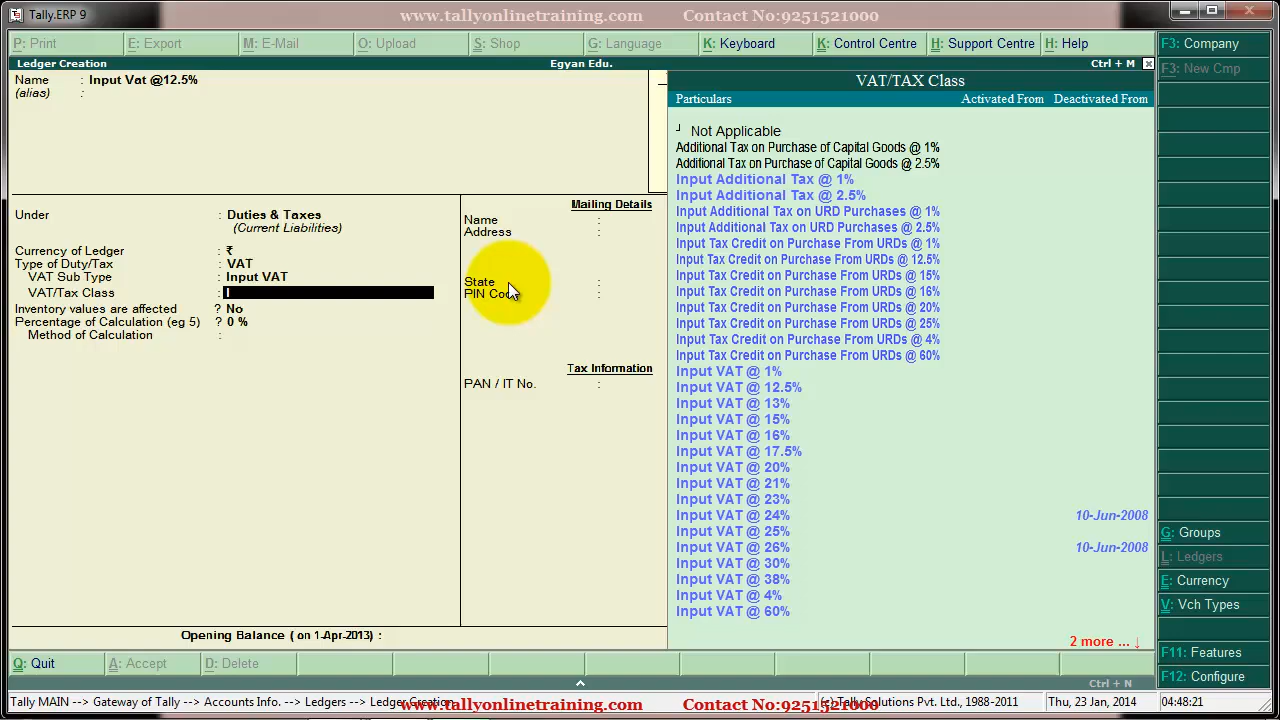 Tally.ERP 9
www.tallyonlinetraining.com Contact No:9251521000
P: Print E: Export M: E-Mail O: Upload S: Shop G: Language K: Keyboard K: Control Centre H: Support Centre H: Help
F3: Company
Ledger Creation Egyan Edu. Ctrl + M
F3: New Cmp
Name : Input Vat @12.5%
(alias) :
VAT/TAX Class
Particulars Activated From Deactivated From
Not Applicable
Additional Tax on Purchase of Capital Goods @ 1%
Additional Tax on Purchase of Capital Goods @ 2.5%
Input Additional Tax @ 1%
Input Additional Tax @ 2.5%
Input Additional Tax on URD Purchases @ 1%
Input Additional Tax on URD Purchases @ 2.5%
Input Tax Credit on Purchase From URDs @ 1%
Input Tax Credit on Purchase From URDs @ 12.5%
Input Tax Credit on Purchase From URDs @ 15%
Input Tax Credit on Purchase From URDs @ 16%
Input Tax Credit on Purchase From URDs @ 20%
Input Tax Credit on Purchase From URDs @ 25%
Input Tax Credit on Purchase From URDs @ 4%
Input Tax Credit on Purchase From URDs @ 60%
Input VAT @ 1%
Input VAT @ 12.5%
Input VAT @ 13%
Input VAT @ 15%
Input VAT @ 16%
Input VAT @ 17.5%
Input VAT @ 20%
Input VAT @ 21%
Input VAT @ 23%
Input VAT @ 24% 10-Jun-2008
Input VAT @ 25%
Input VAT @ 26% 10-Jun-2008
Input VAT @ 30%
Input VAT @ 38%
Input VAT @ 4%
Input VAT @ 60%
2 more ... ↓
Under : Duties & Taxes
(Current Liabilities)
Currency of Ledger : ₹
Type of Duty/Tax : VAT
VAT Sub Type : Input VAT
VAT/Tax Class :
Inventory values are affected ? No
Percentage of Calculation (eg 5) ? 0 %
Method of Calculation :
Mailing Details
Name :
Address :
State :
PIN Code :
Tax Information
PAN / IT No. :
Opening Balance ( on 1-Apr-2013) :
G: Groups
L: Ledgers
E: Currency
V: Vch Types
F11: Features
F12: Configure
Q: Quit A: Accept D: Delete
Ctrl + N
Tally MAIN --> Gateway of Tally --> Accounts Info. --> Ledgers --> Ledger Creation (c) Tally Solutions Pvt. Ltd., 1988-2011 Thu, 23 Jan, 2014 04:48:21
www.tallyonlinetraining.com Contact No:9251521000